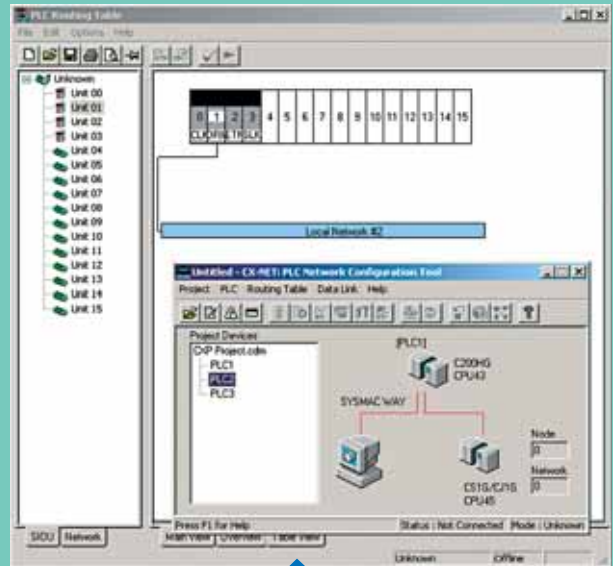 PLC Routing Table
File Edit Options Help
Unknown
Unit 00
Unit 01
Unit 02
Unit 03
Unit 04
Unit 05
Unit 06
Unit 07
Unit 08
Unit 09
Unit 10
Unit 11
Unit 12
Unit 13
Unit 14
Unit 15
0 1 2 3 4 5 6 7 8 9 10 11 12 13 14 15
Local Network #2
Untitled - CX-NET: PLC Network Configuration Tool
Project PLC Routing Table Data Link Help
Project Devices
CXP Project.cdm
PLC1
PLC2
PLC3
[PLC1]
C200HG
CPU43
SYSMAC WAY
CS1G/CJ1G
CPU45
Node
0
Network
0
Press F1 for Help
Status : Not Connected
Mode : Unknown
SIOU Network
Main View Overview Table View
Unknown Offline